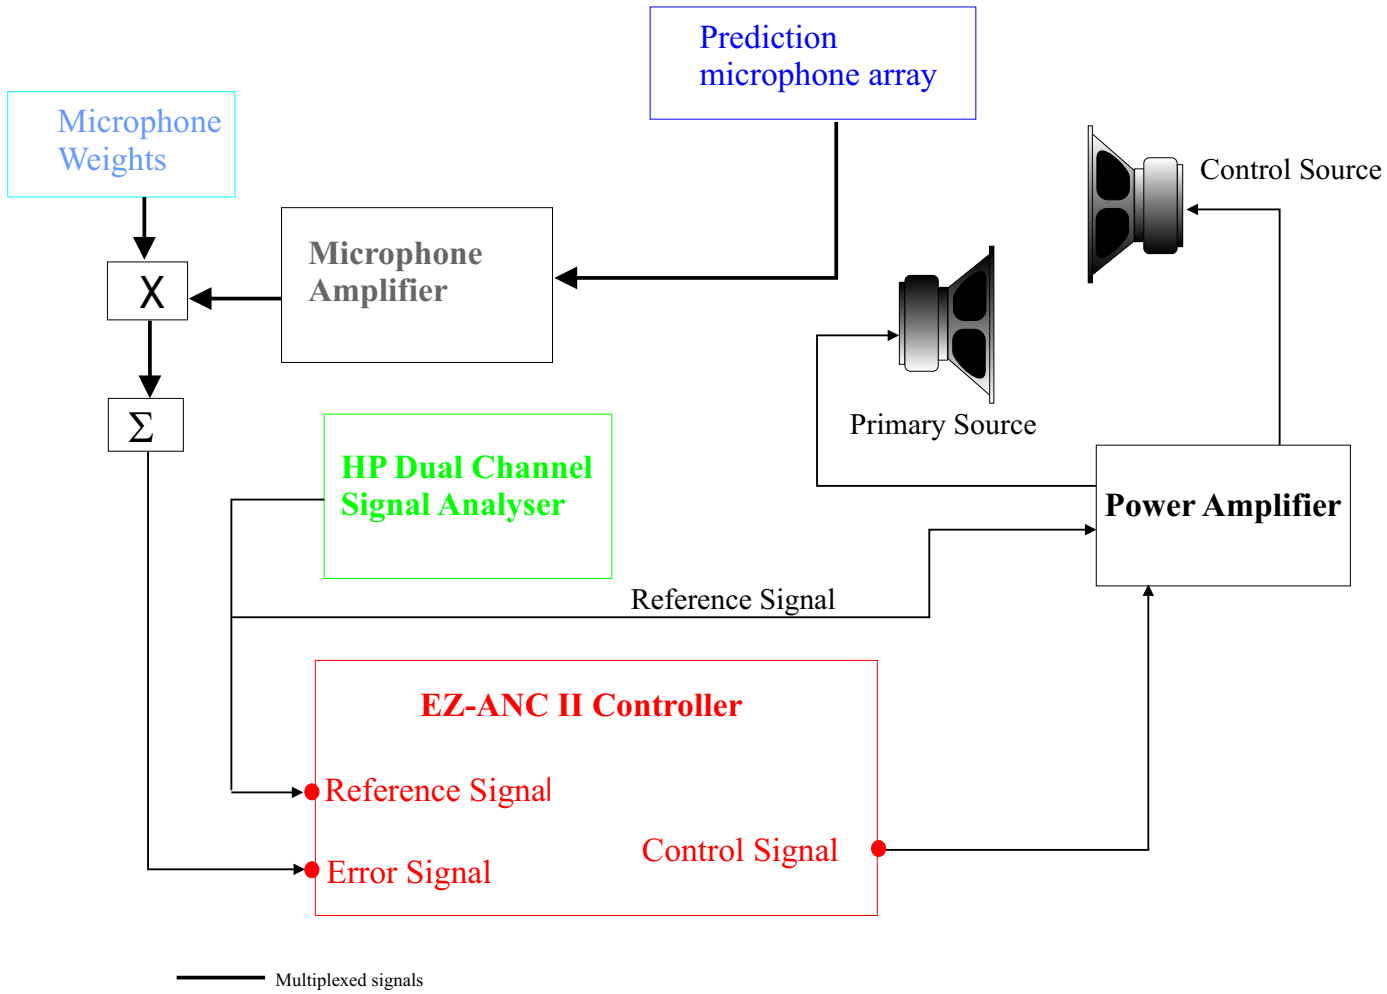 Prediction
microphone array
Microphone
Weights
Control Source
Microphone
Amplifier
X
Primary Source
Σ
HP Dual Channel
Signal Analyser
Power Amplifier
Reference Signal
EZ-ANC II Controller
Reference Signal
Control Signal
Error Signal
Multiplexed signals